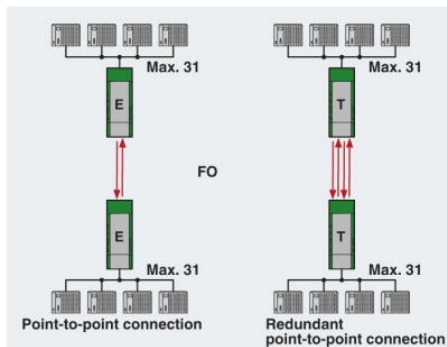 Max. 31
Max. 31
E
T
FO
E
T
Max. 31
Max. 31
Point-to-point connection
Redundant
point-to-point connection